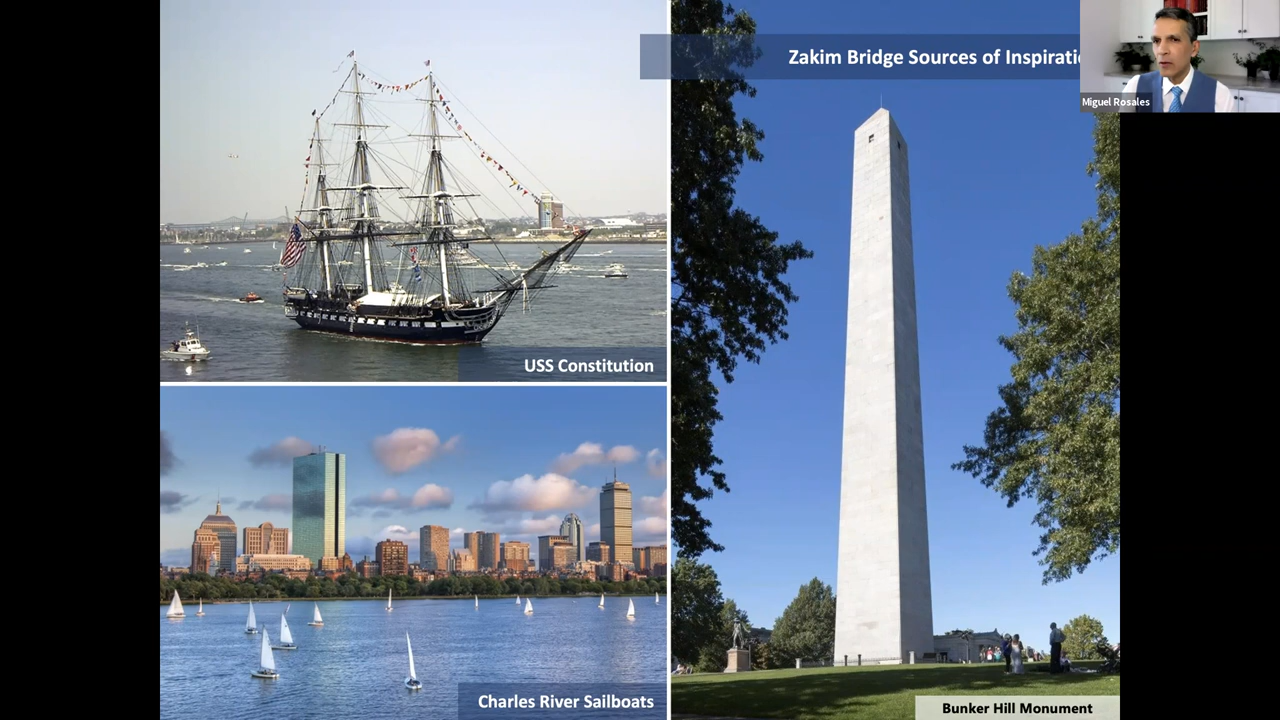 Zakim Bridge Sources of Inspirati
Miguel Rosales
USS Constitution
Charles River Sailboats
Bunker Hill Monument